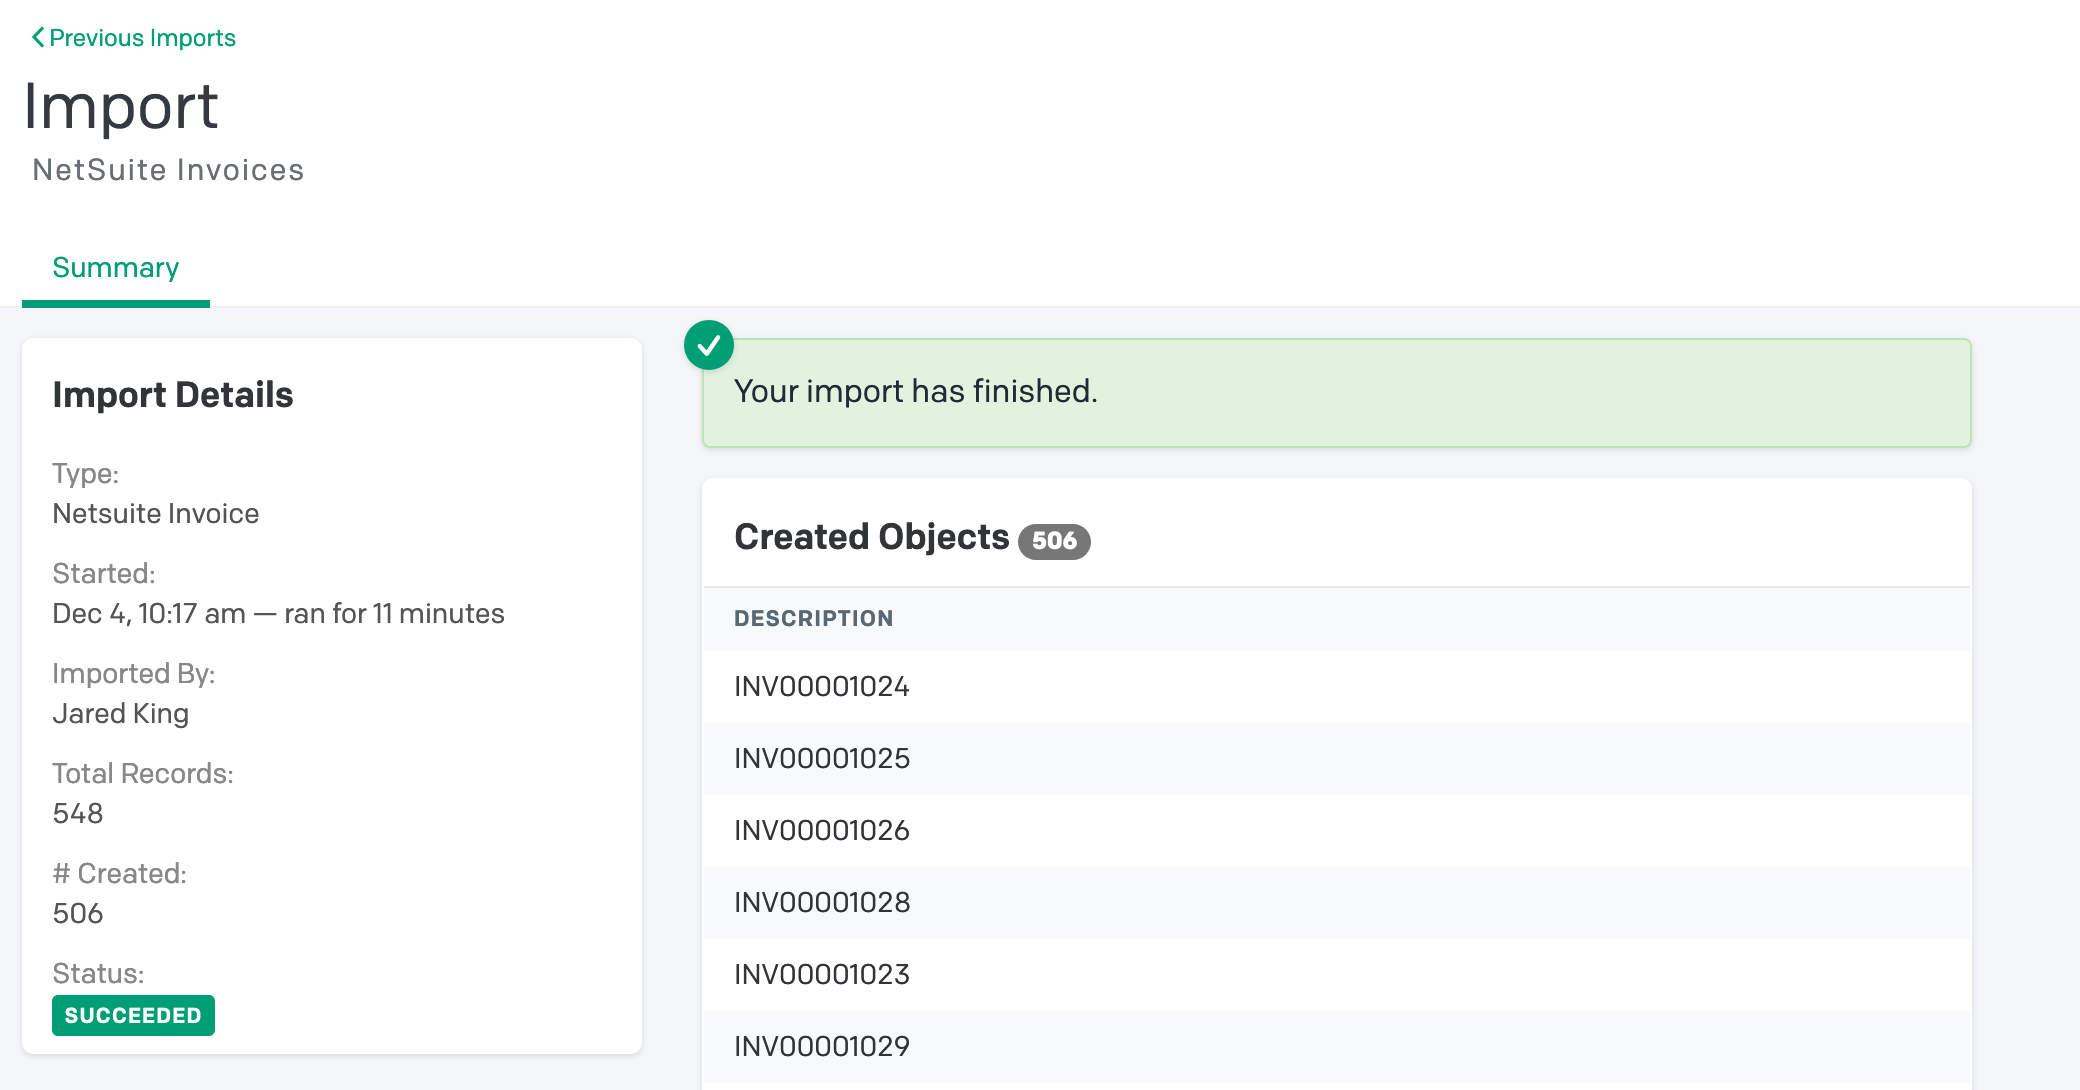 Previous Imports
Import
NetSuite Invoices
Summary
Import Details
Type:
Netsuite Invoice
Started:
Dec 4, 10:17 am — ran for 11 minutes
Imported By:
Jared King
Total Records:
548
# Created:
506
Status:
SUCCEEDED
Your import has finished.
Created Objects 506
DESCRIPTION
INV00001024
INV00001025
INV00001026
INV00001028
INV00001023
INV00001029